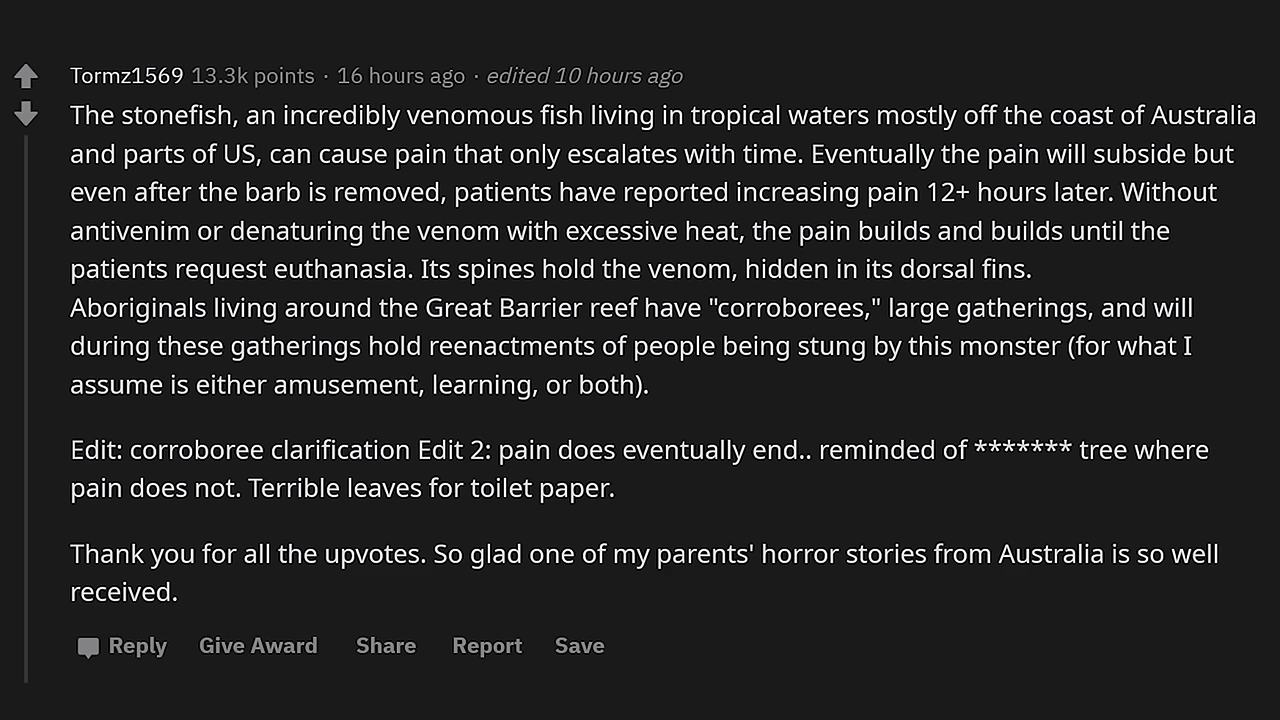 Tormz1569 13.3k points · 16 hours ago · edited 10 hours ago
The stonefish, an incredibly venomous fish living in tropical waters mostly off the coast of Australia
and parts of US, can cause pain that only escalates with time. Eventually the pain will subside but
even after the barb is removed, patients have reported increasing pain 12+ hours later. Without
antivenim or denaturing the venom with excessive heat, the pain builds and builds until the
patients request euthanasia. Its spines hold the venom, hidden in its dorsal fins.
Aboriginals living around the Great Barrier reef have "corroborees," large gatherings, and will
during these gatherings hold reenactments of people being stung by this monster (for what I
assume is either amusement, learning, or both).
Edit: corroboree clarification Edit 2: pain does eventually end.. reminded of ******* tree where
pain does not. Terrible leaves for toilet paper.
Thank you for all the upvotes. So glad one of my parents' horror stories from Australia is so well
received.
Reply Give Award Share Report Save